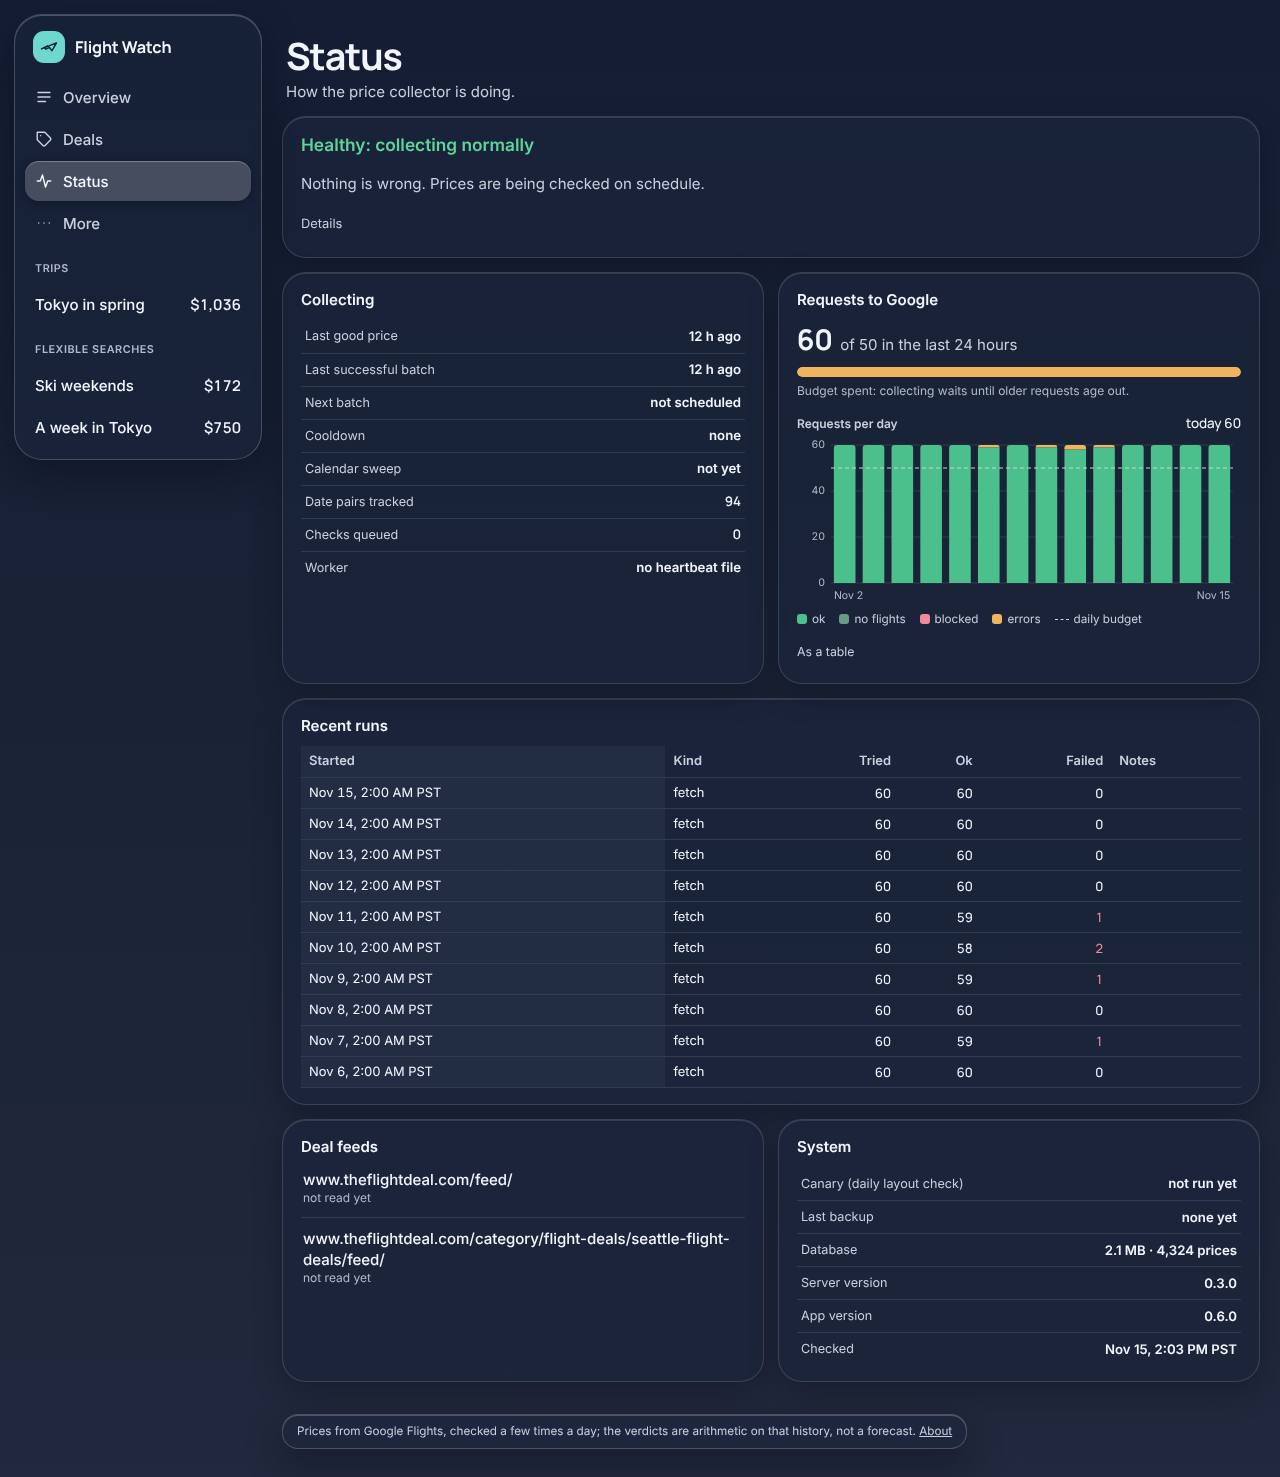 Flight Watch
Overview
Deals
Status
More
TRIPS
Tokyo in spring $1,036
FLEXIBLE SEARCHES
Ski weekends $172
A week in Tokyo $750
Status
How the price collector is doing.
Healthy: collecting normally
Nothing is wrong. Prices are being checked on schedule.
Details
Collecting
Last good price 12 h ago
Last successful batch 12 h ago
Next batch not scheduled
Cooldown none
Calendar sweep not yet
Date pairs tracked 94
Checks queued 0
Worker no heartbeat file
Requests to Google
60 of 50 in the last 24 hours
Budget spent: collecting waits until older requests age out.
Requests per day today 60
60
40
20
0
Nov 2 Nov 15
ok no flights blocked errors --- daily budget
As a table
Recent runs
Started Kind Tried Ok Failed Notes
Nov 15, 2:00 AM PST fetch 60 60 0
Nov 14, 2:00 AM PST fetch 60 60 0
Nov 13, 2:00 AM PST fetch 60 60 0
Nov 12, 2:00 AM PST fetch 60 60 0
Nov 11, 2:00 AM PST fetch 60 59 1
Nov 10, 2:00 AM PST fetch 60 58 2
Nov 9, 2:00 AM PST fetch 60 59 1
Nov 8, 2:00 AM PST fetch 60 60 0
Nov 7, 2:00 AM PST fetch 60 59 1
Nov 6, 2:00 AM PST fetch 60 60 0
Deal feeds
www.theflightdeal.com/feed/
not read yet
www.theflightdeal.com/category/flight-deals/seattle-flight-
deals/feed/
not read yet
System
Canary (daily layout check) not run yet
Last backup none yet
Database 2.1 MB · 4,324 prices
Server version 0.3.0
App version 0.6.0
Checked Nov 15, 2:03 PM PST
Prices from Google Flights, checked a few times a day; the verdicts are arithmetic on that history, not a forecast. About